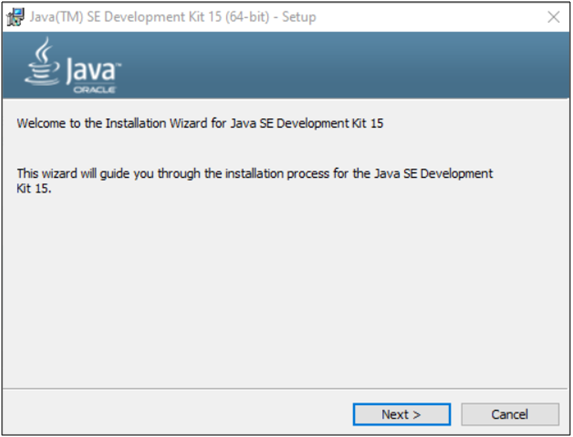 Java(TM) SE Development Kit 15 (64-bit) - Setup
Java™
ORACLE
Welcome to the Installation Wizard for Java SE Development Kit 15
This wizard will guide you through the installation process for the Java SE Development
Kit 15.
Next >
Cancel